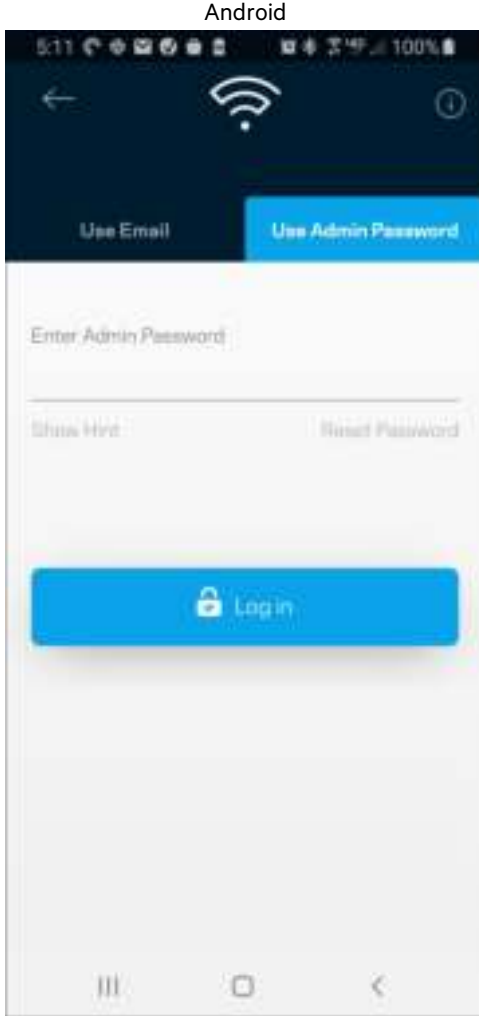 Android
5:11 100%
Use Email Use Admin Password
Enter Admin Password
Show Hint Reset Password
Log in